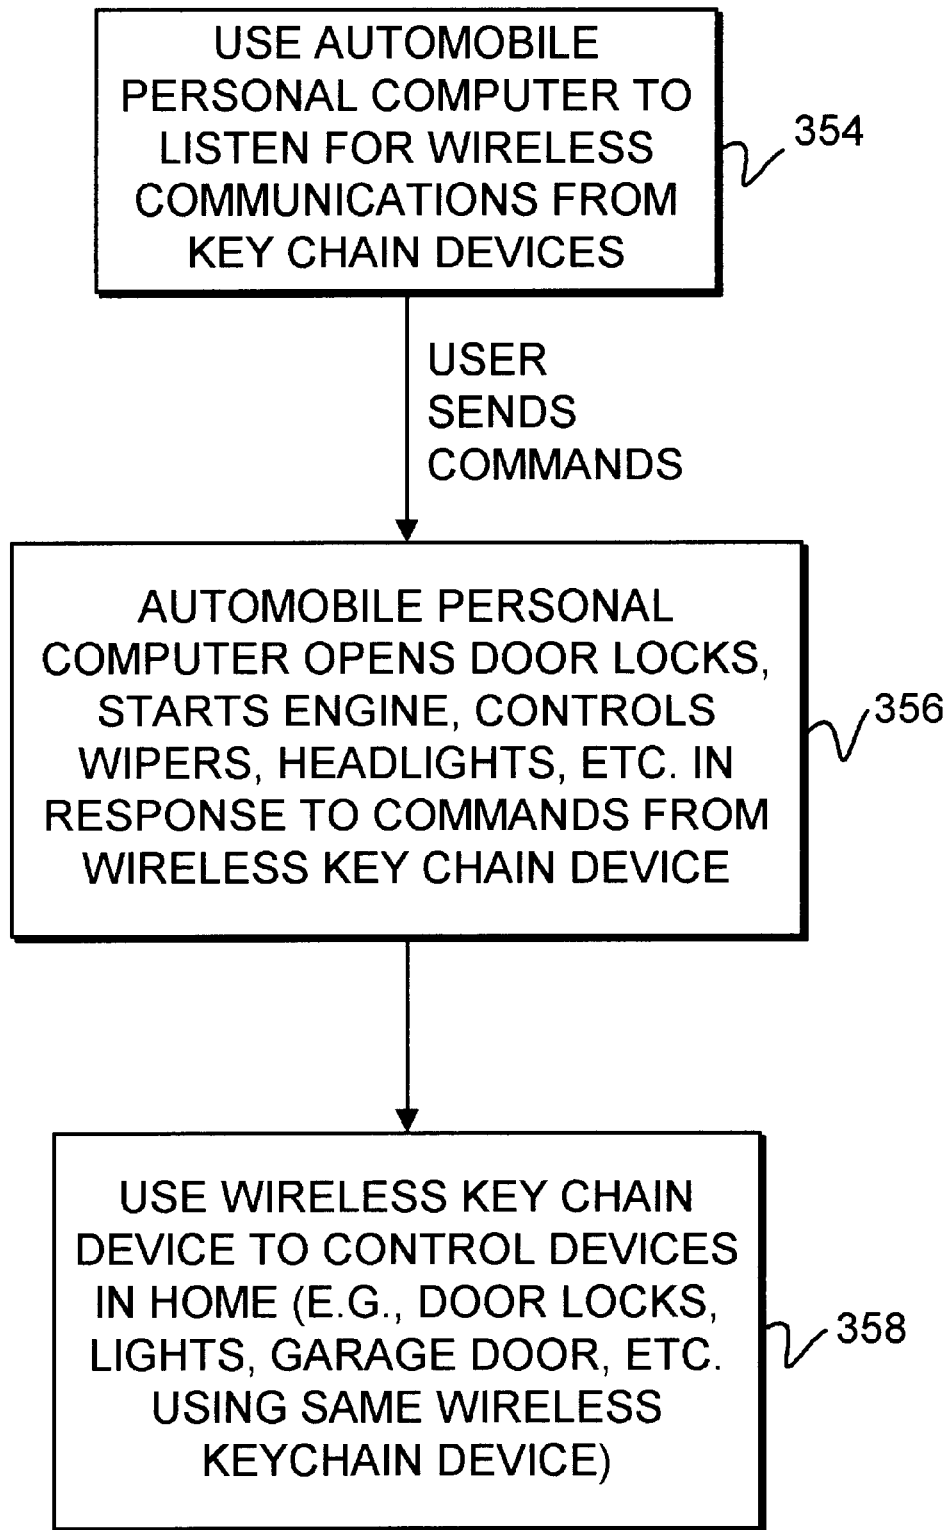 USE AUTOMOBILE
PERSONAL COMPUTER TO
LISTEN FOR WIRELESS
COMMUNICATIONS FROM
KEY CHAIN DEVICES
354
USER
SENDS
COMMANDS
AUTOMOBILE PERSONAL
COMPUTER OPENS DOOR LOCKS,
STARTS ENGINE, CONTROLS
WIPERS, HEADLIGHTS, ETC. IN
RESPONSE TO COMMANDS FROM
WIRELESS KEY CHAIN DEVICE
356
USE WIRELESS KEY CHAIN
DEVICE TO CONTROL DEVICES
IN HOME (E.G., DOOR LOCKS,
LIGHTS, GARAGE DOOR, ETC.
USING SAME WIRELESS
KEYCHAIN DEVICE)
358